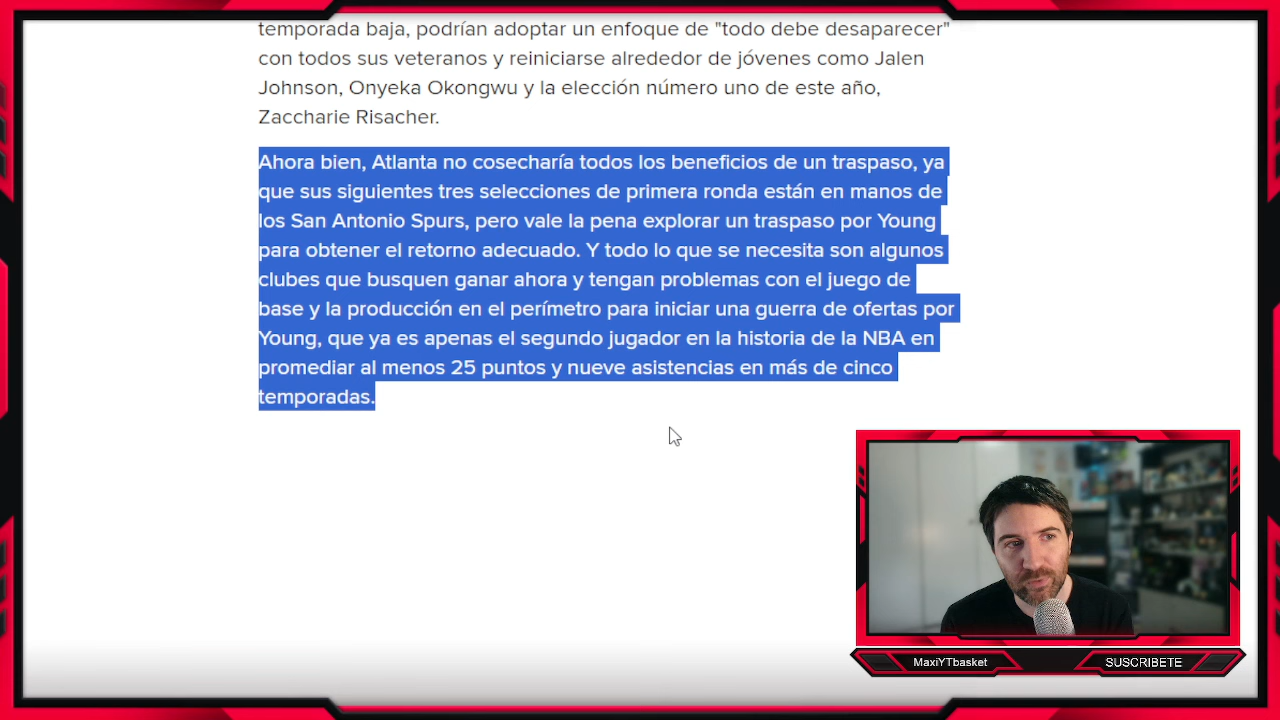 temporada baja, podrían adoptar un enfoque de "todo debe desaparecer"
con todos sus veteranos y reiniciarse alrededor de jóvenes como Jalen
Johnson, Onyeka Okongwu y la elección número uno de este año,
Zaccharie Risacher.
Ahora bien, Atlanta no cosecharía todos los beneficios de un traspaso, ya
que sus siguientes tres selecciones de primera ronda están en manos de
los San Antonio Spurs, pero vale la pena explorar un traspaso por Young
para obtener el retorno adecuado. Y todo lo que se necesita son algunos
clubes que busquen ganar ahora y tengan problemas con el juego de
base y la producción en el perímetro para iniciar una guerra de ofertas por
Young, que ya es apenas el segundo jugador en la historia de la NBA en
promediar al menos 25 puntos y nueve asistencias en más de cinco
temporadas.
MaxiYTbasket
SUSCRIBETE